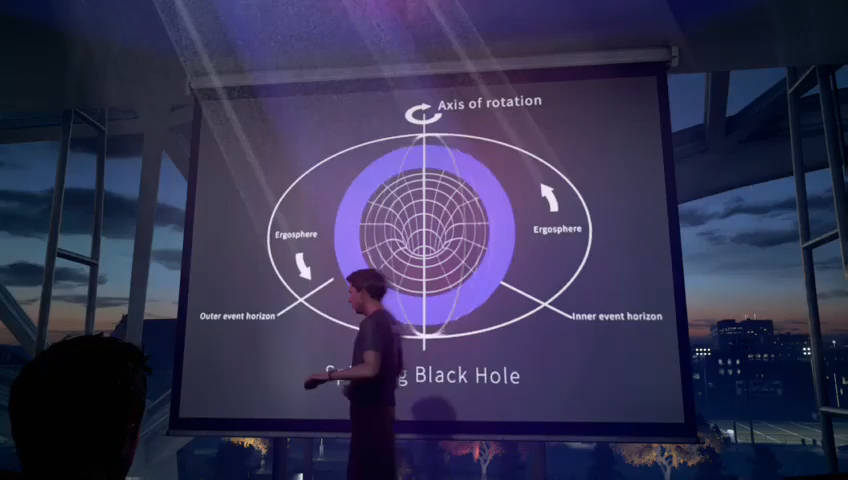 Axis of rotation
Ergosphere
Ergosphere
Outer event horizon
Inner event horizon
Black Hole